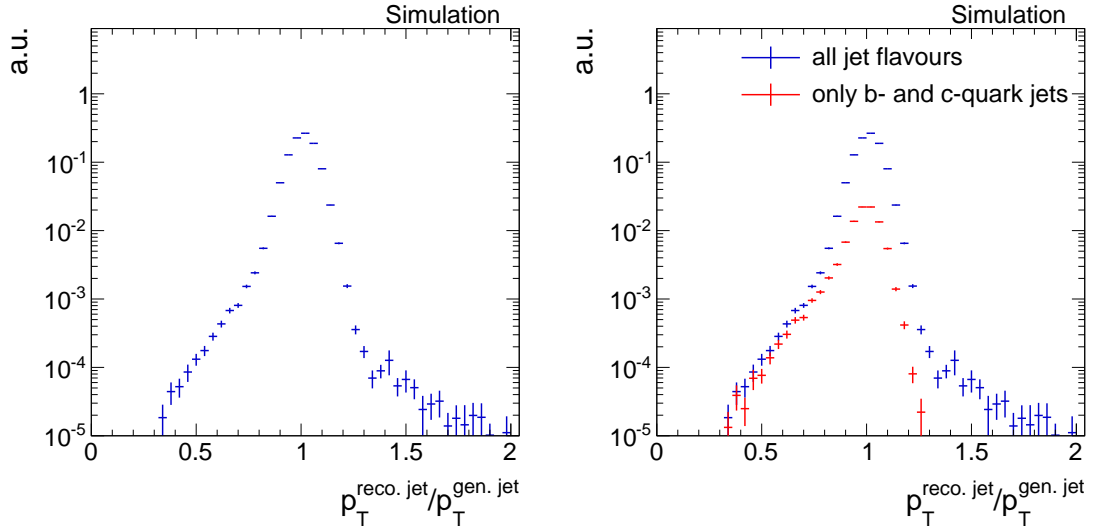 Simulation
a.u.
1
10^-1
10^-2
10^-3
10^-4
10^-5
0 0.5 1 1.5 2
p_T^reco. jet/p_T^gen. jet
Simulation
a.u.
all jet flavours
only b- and c-quark jets
1
10^-1
10^-2
10^-3
10^-4
10^-5
0 0.5 1 1.5 2
p_T^reco. jet/p_T^gen. jet